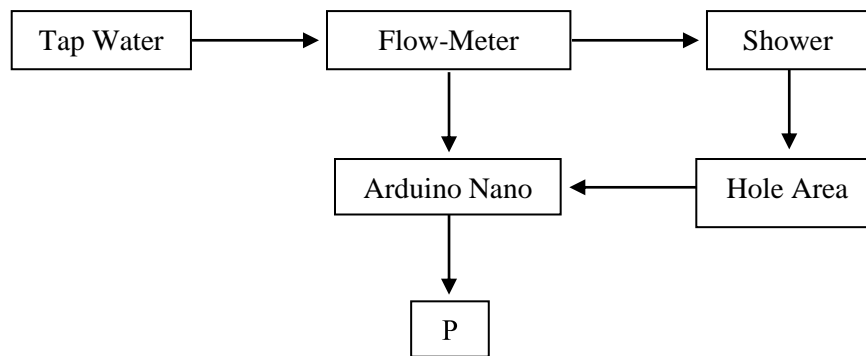 Tap Water
Flow-Meter
Shower
Arduino Nano
Hole Area
P